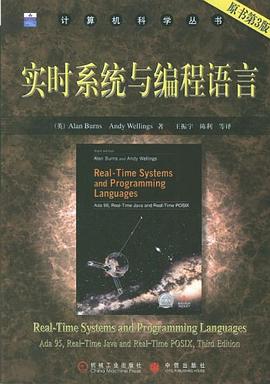 计算机科学丛书
原书第3版
实时系统与编程语言
(英) Alan Burns Andy Wellings 著 王振宇 陈利 等译
Alan Burns and Andy Wellings
Real-Time Systems
and Programming
Languages
Ada 95, Real-Time Java and Real-Time POSIX
Real-Time Systems and Programming Languages
Ada 95, Real-Time Java and Real-Time POSIX, Third Edition
机械工业出版社
China Machine Press
中信出版社